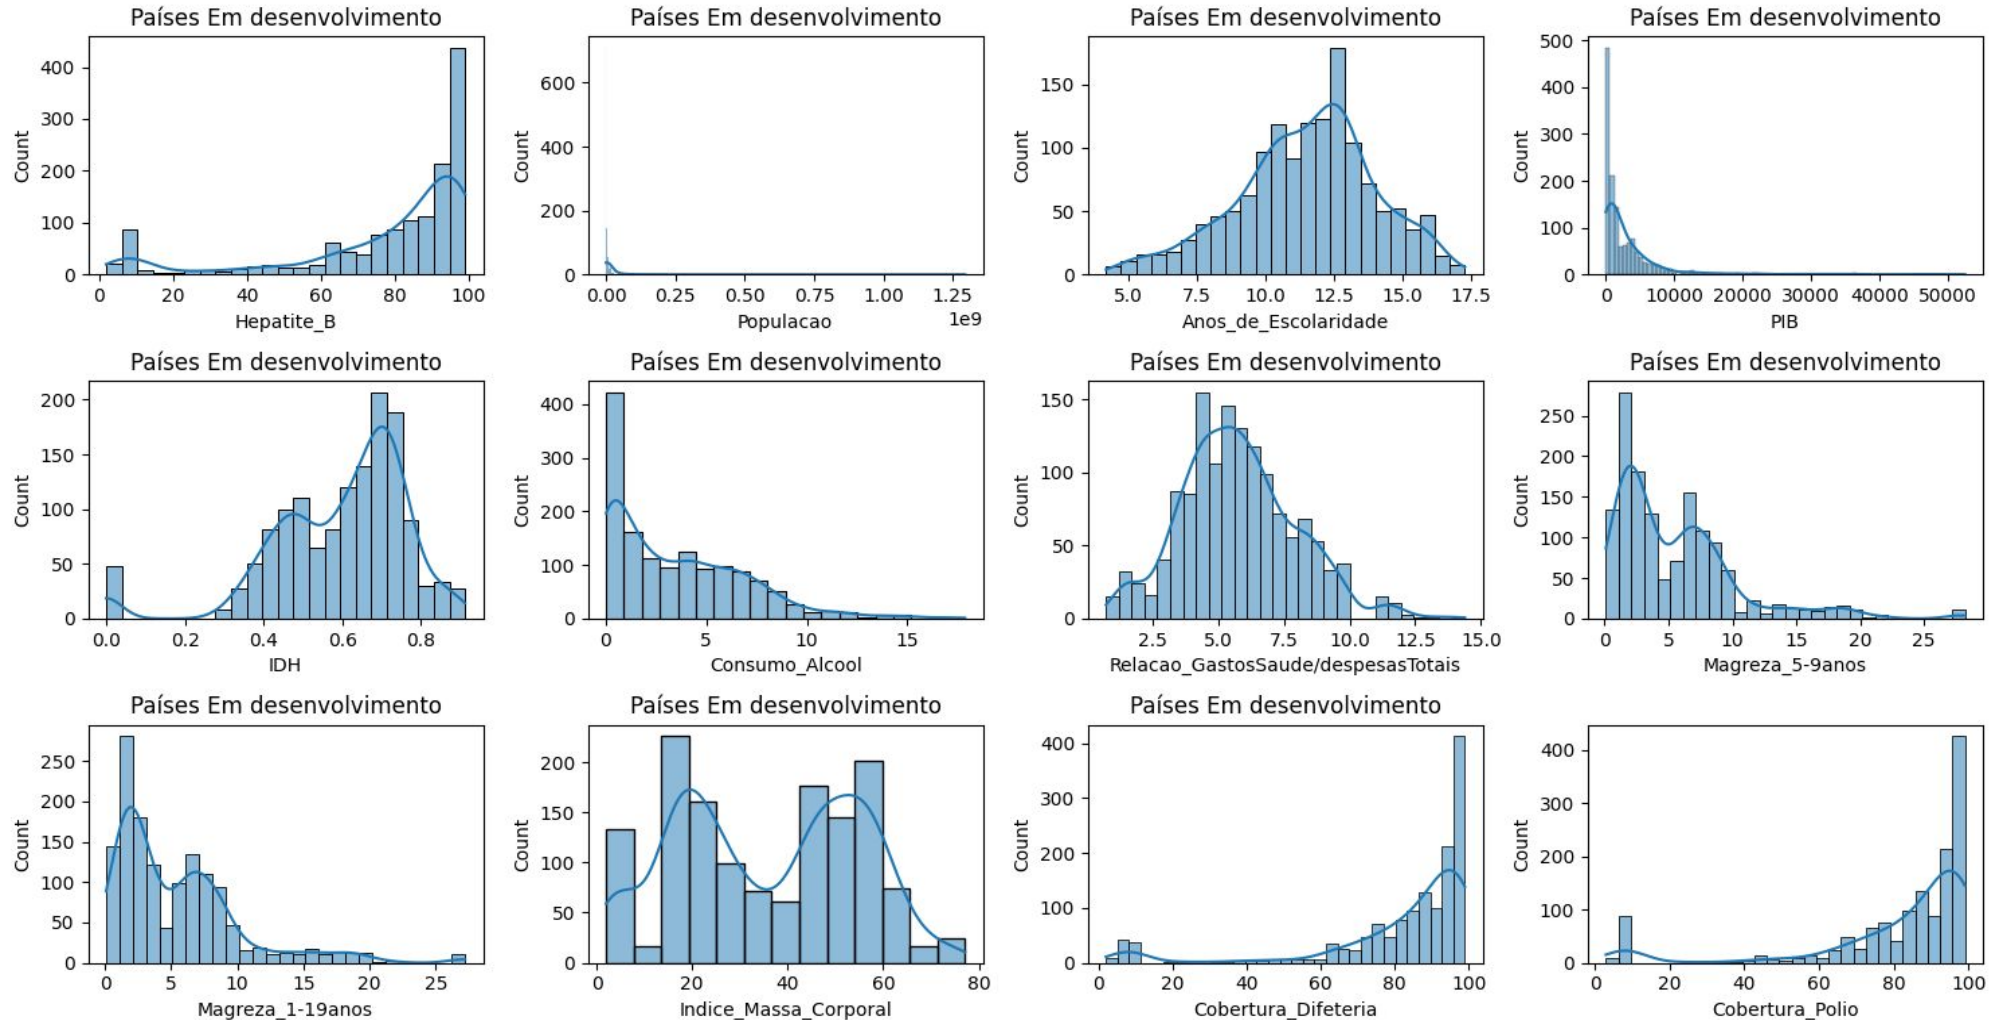 Países Em desenvolvimento
Count
400
300
200
100
0
0 20 40 60 80 100
Hepatite_B
Países Em desenvolvimento
Count
600
400
200
0
0.00 0.25 0.50 0.75 1.00 1.25
1e9
Populacao
Países Em desenvolvimento
Count
150
100
50
0
5.0 7.5 10.0 12.5 15.0 17.5
Anos_de_Escolaridade
Países Em desenvolvimento
Count
500
400
300
200
100
0
0 10000 20000 30000 40000 50000
PIB
Países Em desenvolvimento
Count
200
150
100
50
0
0.0 0.2 0.4 0.6 0.8
IDH
Países Em desenvolvimento
Count
400
300
200
100
0
0 5 10 15
Consumo_Alcool
Países Em desenvolvimento
Count
150
100
50
0
2.5 5.0 7.5 10.0 12.5 15.0
Relacao_GastosSaude/despesasTotais
Países Em desenvolvimento
Count
250
200
150
100
50
0
0 5 10 15 20 25
Magreza_5-9anos
Países Em desenvolvimento
Count
250
200
150
100
50
0
0 5 10 15 20 25
Magreza_1-19anos
Países Em desenvolvimento
Count
200
150
100
50
0
0 20 40 60 80
Indice_Massa_Corporal
Países Em desenvolvimento
Count
400
300
200
100
0
0 20 40 60 80 100
Cobertura_Difeteria
Países Em desenvolvimento
Count
400
300
200
100
0
0 20 40 60 80 100
Cobertura_Polio